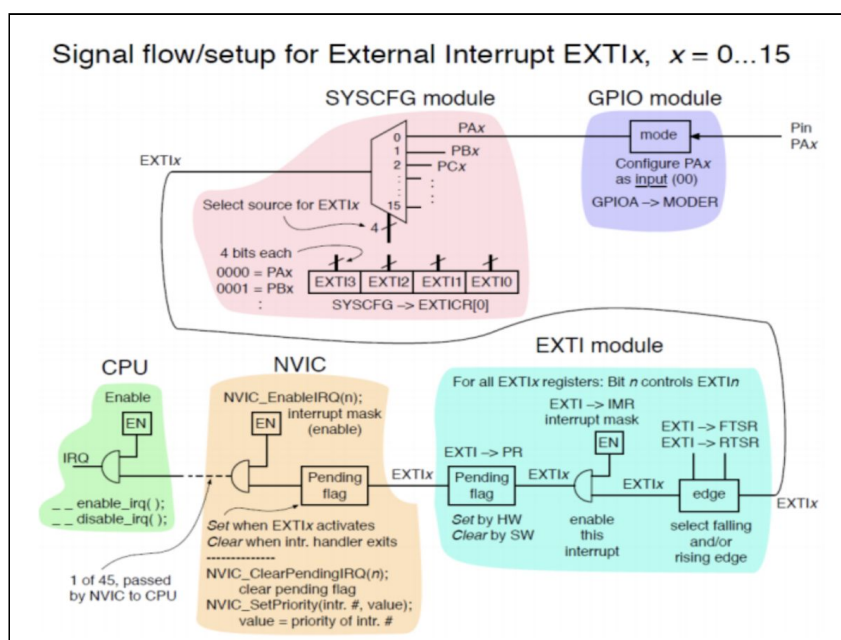 Signal flow/setup for External Interrupt EXTIx, x = 0...15
SYSCFG module
GPIO module
EXTIx
0
1
2
:
:
15
PAx
PBx
PCx
:
:
mode
Pin
PAx
Configure PAx
as input (00)
GPIOA –> MODER
Select source for EXTIx
4
4 bits each
0000 = PAx
0001 = PBx
:
EXTI3 EXTI2 EXTI1 EXTI0
SYSCFG –> EXTICR[0]
CPU
Enable
EN
IRQ
_ _ enable_irq( );
_ _ disable_irq( );
1 of 45, passed
by NVIC to CPU
NVIC
NVIC_EnableIRQ(n);
interrupt mask
(enable)
EN
Pending
flag
EXTIx
Set when EXTIx activates
Clear when intr. handler exits
--------------
NVIC_ClearPendingIRQ(n);
clear pending flag
NVIC_SetPriority(intr. #, value);
value = priority of intr. #
EXTI module
For all EXTIx registers: Bit n controls EXTIn
EXTI –> IMR
interrupt mask
EN
EXTI –> FTSR
EXTI –> RTSR
EXTI –> PR
Pending
flag
EXTIx
EXTIx
edge
EXTIx
Set by HW
Clear by SW
enable
this
interrupt
select falling
and/or
rising edge